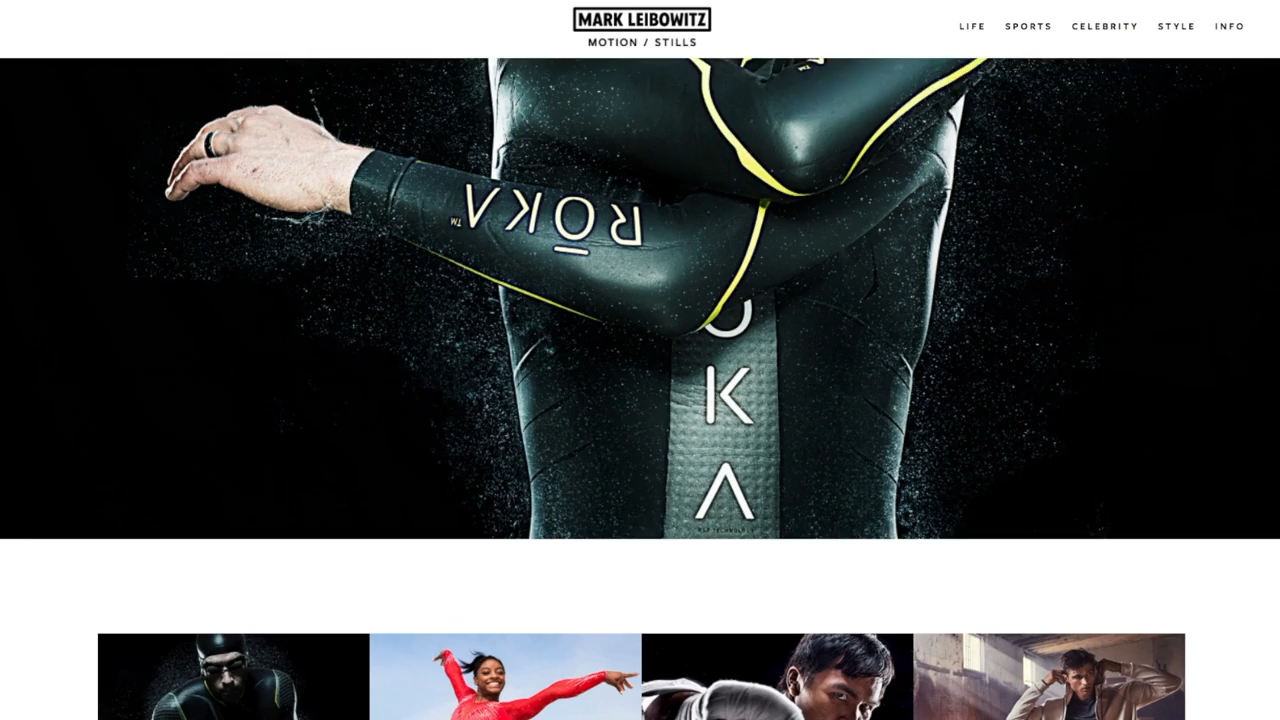 MARK LEIBOWITZ
MOTION / STILLS
LIFE SPORTS CELEBRITY STYLE INFO
RŌKA™
O
K
A